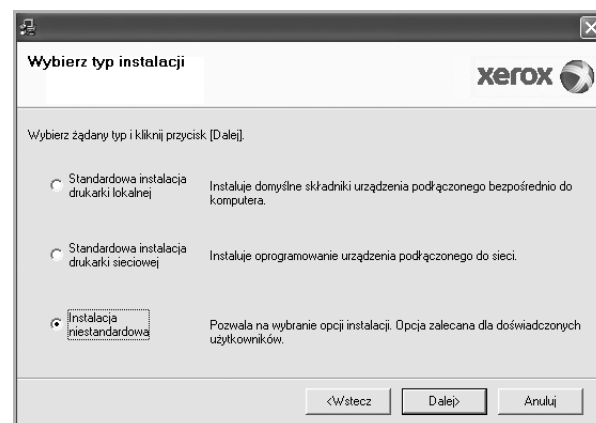 Wybierz typ instalacji
xerox
Wybierz żądany typ i kliknij przycisk [Dalej].
Standardowa instalacja
drukarki lokalnej
Instaluje domyślne składniki urządzenia podłączonego bezpośrednio do
komputera.
Standardowa instalacja
drukarki sieciowej
Instaluje oprogramowanie urządzenia podłączonego do sieci.
Instalacja
niestandardowa
Pozwala na wybranie opcji instalacji. Opcja zalecana dla doświadczonych
użytkowników.
<Wstecz
Dalej>
Anuluj